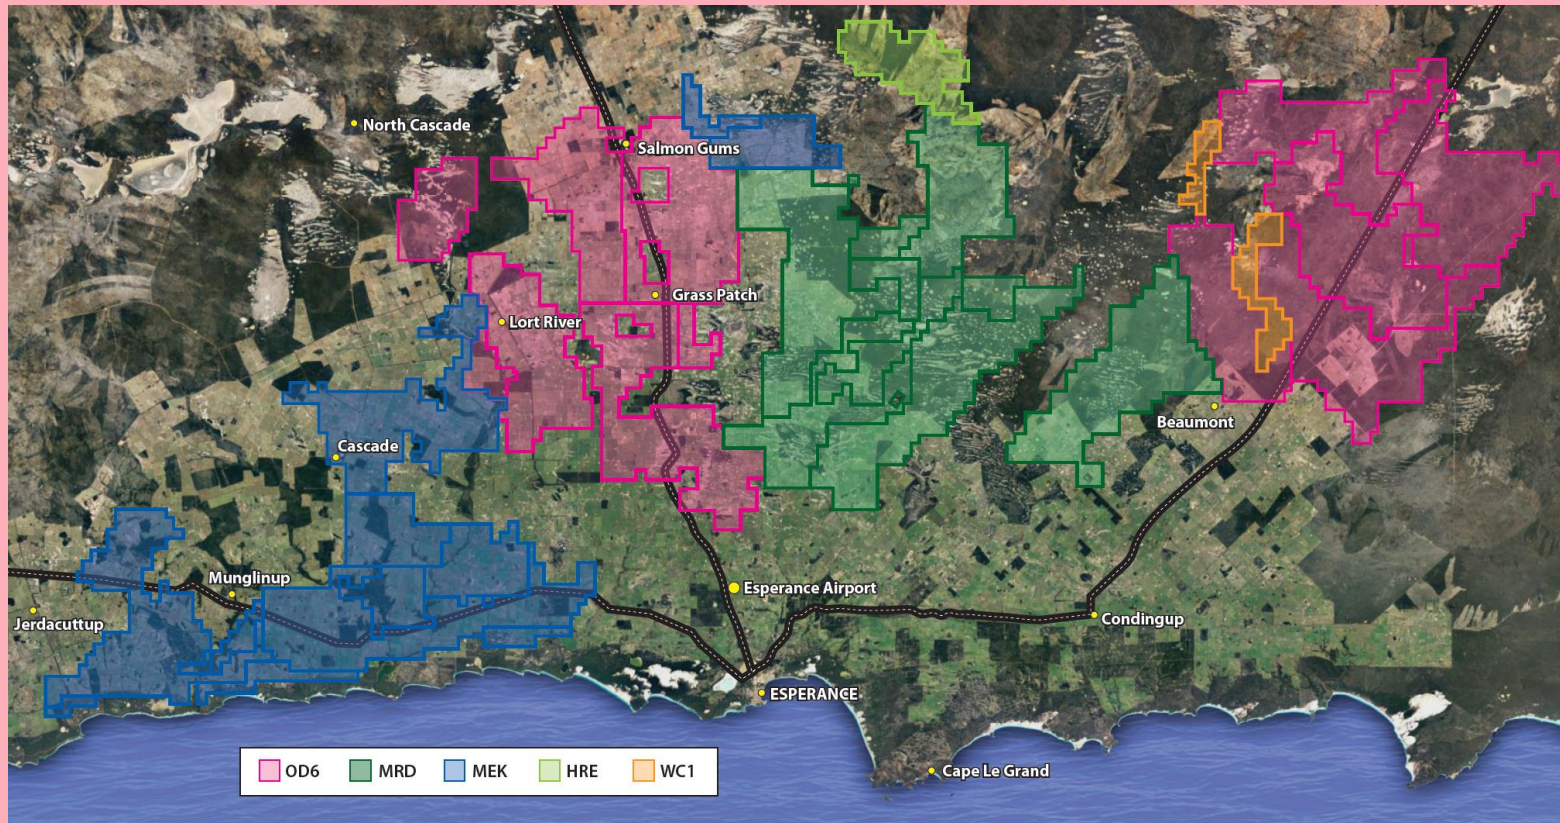 North Cascade
Salmon Gums
Grass Patch
Lort River
Beaumont
Cascade
Munglinup
Esperance Airport
Jerdacuttup
Condingup
ESPERANCE
Cape Le Grand
OD6 MRD MEK HRE WC1